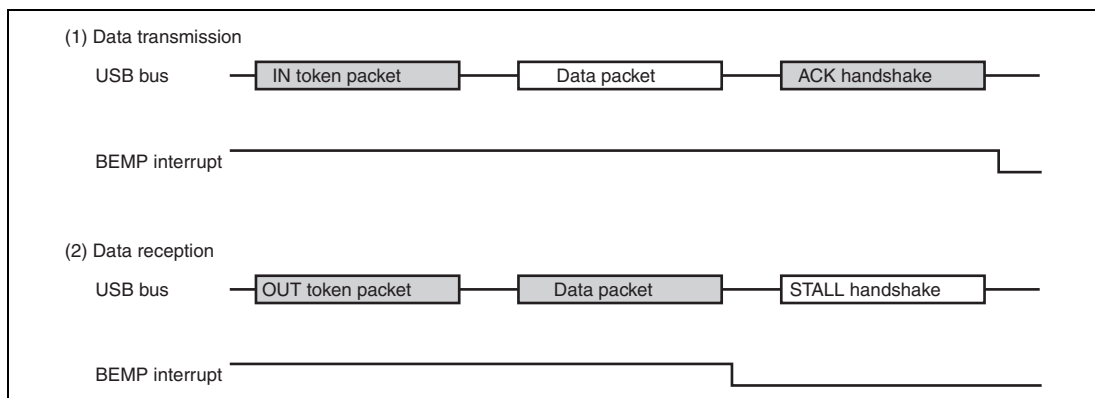 (1) Data transmission
USB bus IN token packet Data packet ACK handshake
BEMP interrupt
(2) Data reception
USB bus OUT token packet Data packet STALL handshake
BEMP interrupt